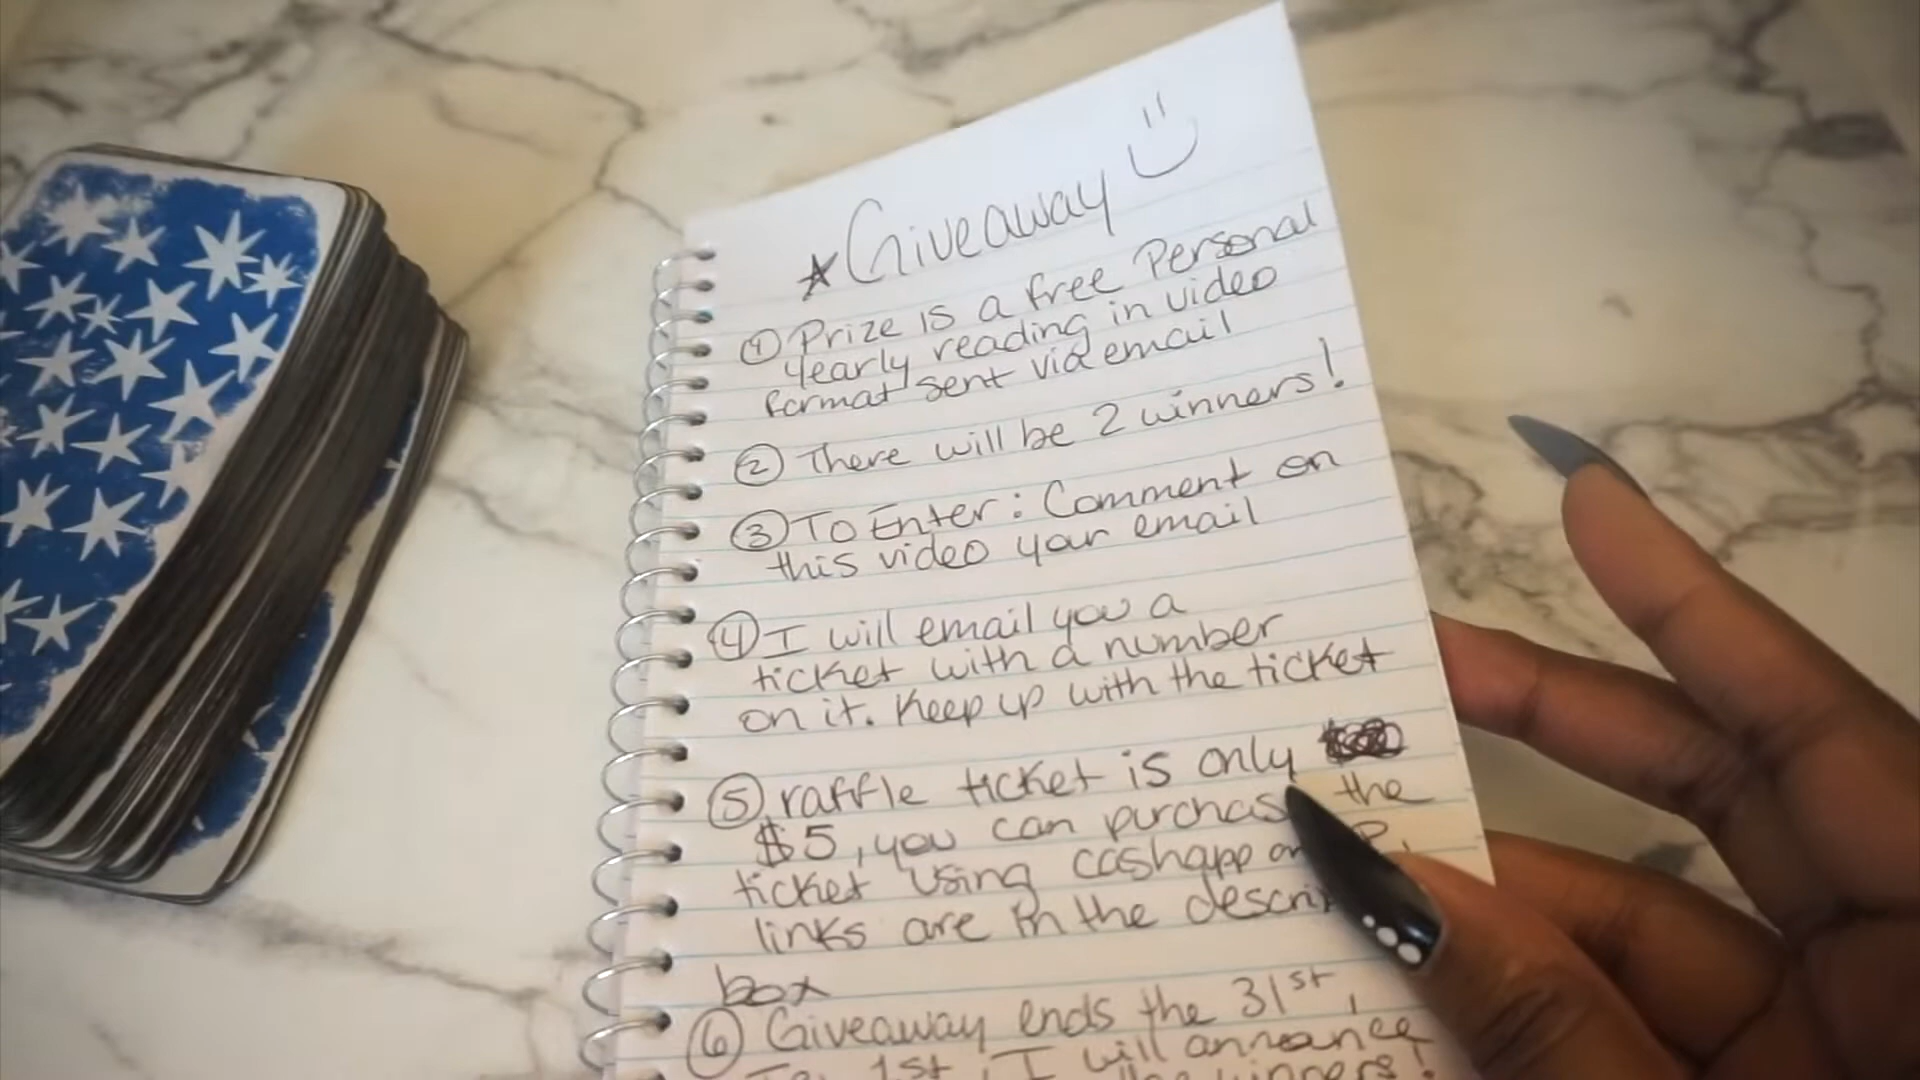 ★Giveaway
① Prize is a free Personal
yearly reading in video
format sent via email
② There will be 2 winners!
③ To Enter: Comment on
this video your email
④ I will email you a
ticket with a number
on it. Keep up with the ticket
⑤ raffle ticket is only
$5, you can purchase the
ticket using cashapp
links are in the
box
⑥ Giveaway ends the 31st,
1st, I will announce
winners!